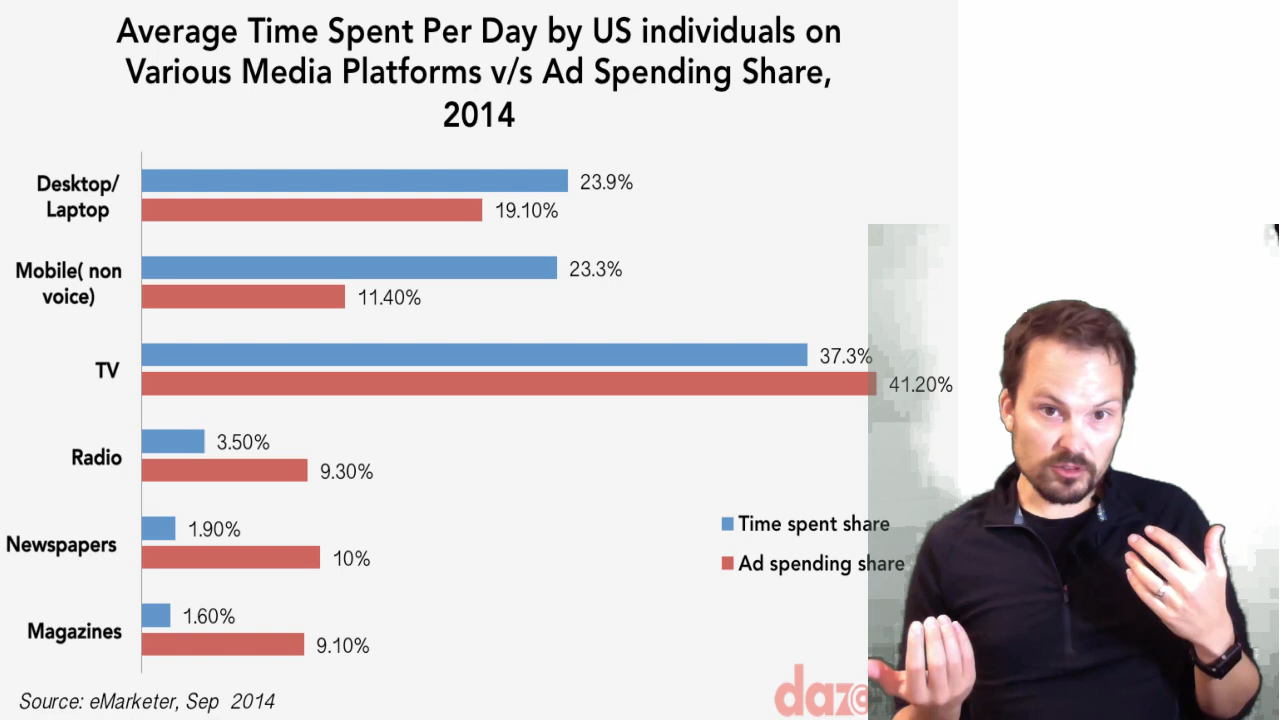 Average Time Spent Per Day by US individuals on
Various Media Platforms v/s Ad Spending Share,
2014
Desktop/
Laptop
23.9%
19.10%
Mobile( non
voice)
23.3%
11.40%
TV
37.3%
41.20%
Radio
3.50%
9.30%
Newspapers
1.90%
10%
Magazines
1.60%
9.10%
Time spent share
Ad spending share
Source: eMarketer, Sep 2014